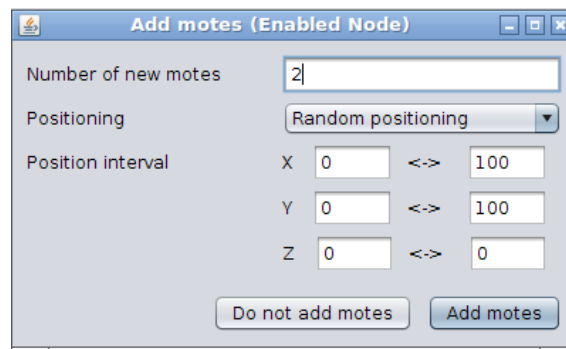 Add motes (Enabled Node)
Number of new motes 2
Positioning Random positioning
Position interval X 0 <-> 100
Y 0 <-> 100
Z 0 <-> 0
Do not add motes Add motes